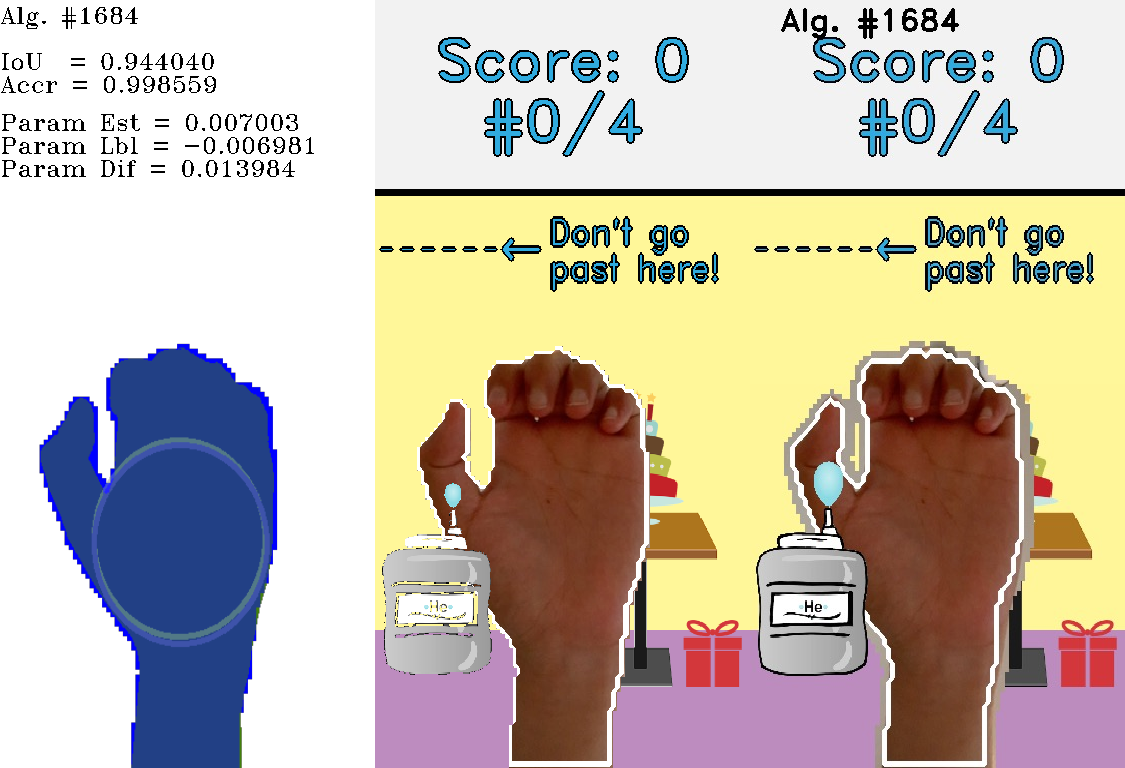 Alg. #1684
IoU = 0.944040
Accr = 0.998559
Param Est = 0.007003
Param Lbl = −0.006981
Param Dif = 0.013984
Score: 0
#0/4
Don't go
past here!
He
Alg. #1684
Score: 0
#0/4
Don't go
past here!
He